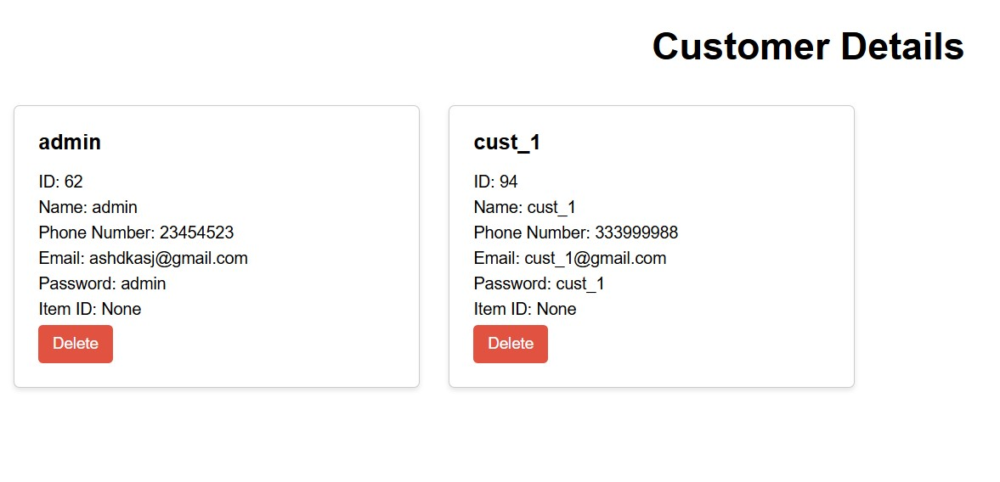 Customer Details
admin
ID: 62
Name: admin
Phone Number: 23454523
Email: ashdkasj@gmail.com
Password: admin
Item ID: None
Delete
cust_1
ID: 94
Name: cust_1
Phone Number: 333999988
Email: cust_1@gmail.com
Password: cust_1
Item ID: None
Delete